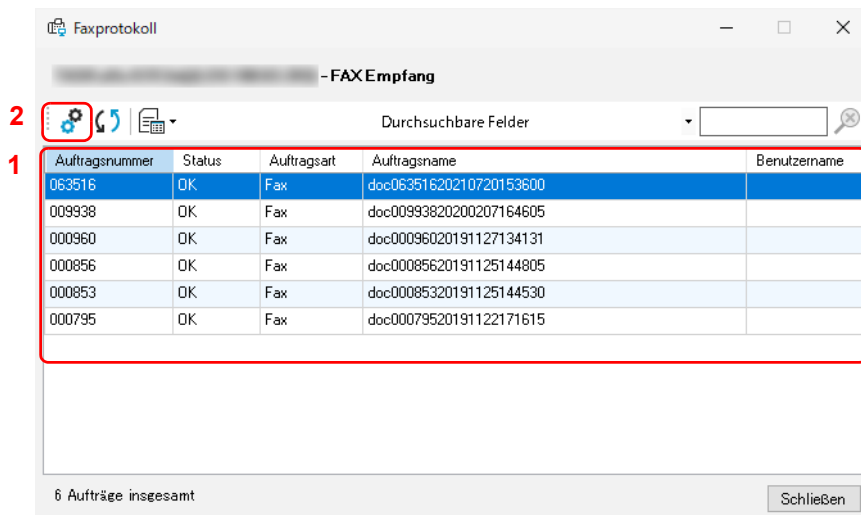 Faxprotokoll
- FAX Empfang
2
Durchsuchbare Felder
1
Auftragsnummer Status Auftragsart Auftragsname Benutzername
063516 OK Fax doc06351620210720153600
009938 OK Fax doc00993820200207164605
000960 OK Fax doc00096020191127134131
000856 OK Fax doc00085620191125144805
000853 OK Fax doc00085320191125144530
000795 OK Fax doc00079520191122171615
6 Aufträge insgesamt
Schließen